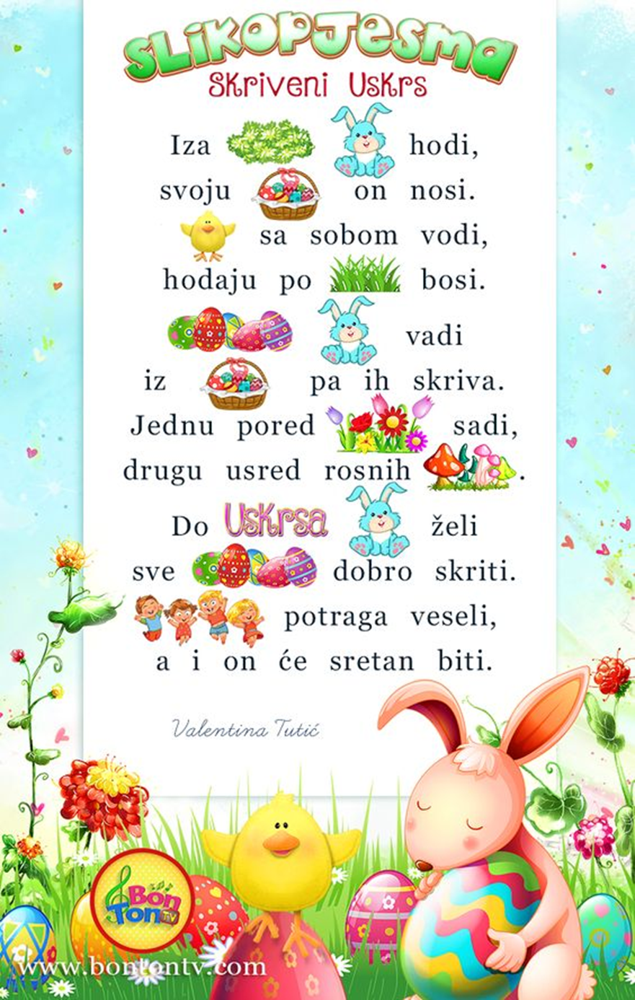 SLiKOPJeSMa
Skriveni Uskrs
Iza hodi,
svoju on nosi.
sa sobom vodi,
hodaju po bosi.
vadi
iz pa ih skriva.
Jednu pored sadi,
drugu usred rosnih .
Do Uskrsa želi
sve dobro skriti.
potraga veseli,
a i on će sretan biti.
Valentina Tutić
Bon
Ton TV
www.bontontv.com